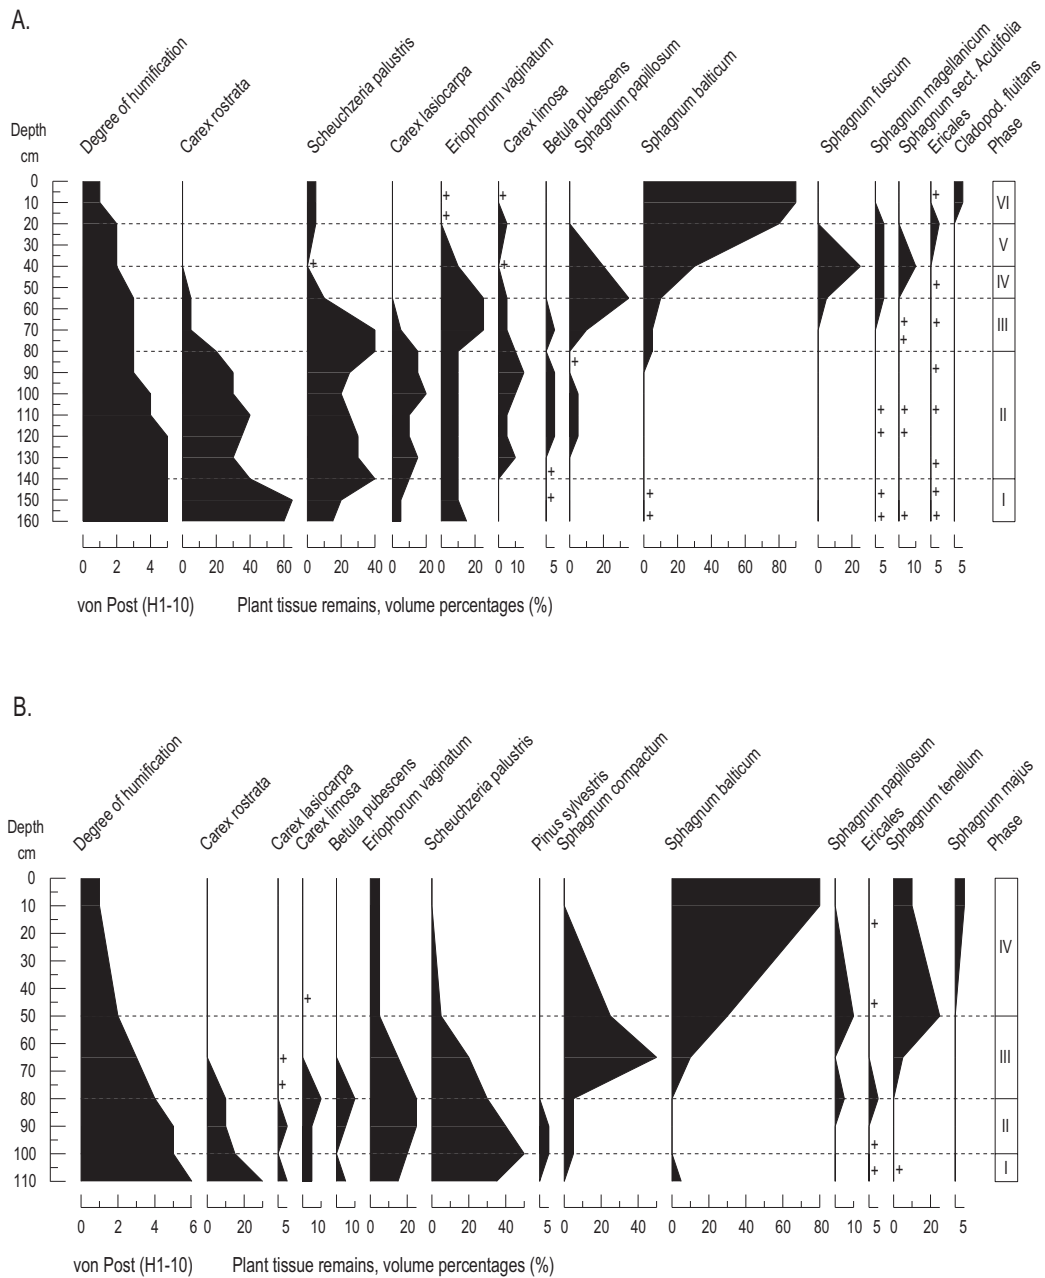 A.
Degree of humification
Carex rostrata
Scheuchzeria palustris
Carex lasiocarpa
Eriophorum vaginatum
Carex limosa
Betula pubescens
Sphagnum papillosum
Sphagnum balticum
Sphagnum fuscum
Sphagnum magellanicum
Sphagnum sect. Acutifolia
Ericales
Cladopod. fluitans
Phase
Depth
cm
0
10
20
30
40
50
60
70
80
90
100
110
120
130
140
150
160
VI
V
IV
III
II
I
0 2 4 0 20 40 60 0 20 40 0 20 0 20 0 10 5 0 20 0 20 40 60 80 0 20 5 10 5 5
von Post (H1-10) Plant tissue remains, volume percentages (%)
B.
Degree of humification
Carex rostrata
Carex lasiocarpa
Carex limosa
Betula pubescens
Eriophorum vaginatum
Scheuchzeria palustris
Pinus sylvestris
Sphagnum compactum
Sphagnum balticum
Sphagnum papillosum
Ericales
Sphagnum tenellum
Sphagnum majus
Phase
Depth
cm
0
10
20
30
40
50
60
70
80
90
100
110
IV
III
II
I
0 2 4 6 0 20 5 10 0 10 0 20 0 20 40 5 0 20 40 0 20 40 60 80 10 5 0 20 5
von Post (H1-10) Plant tissue remains, volume percentages (%)